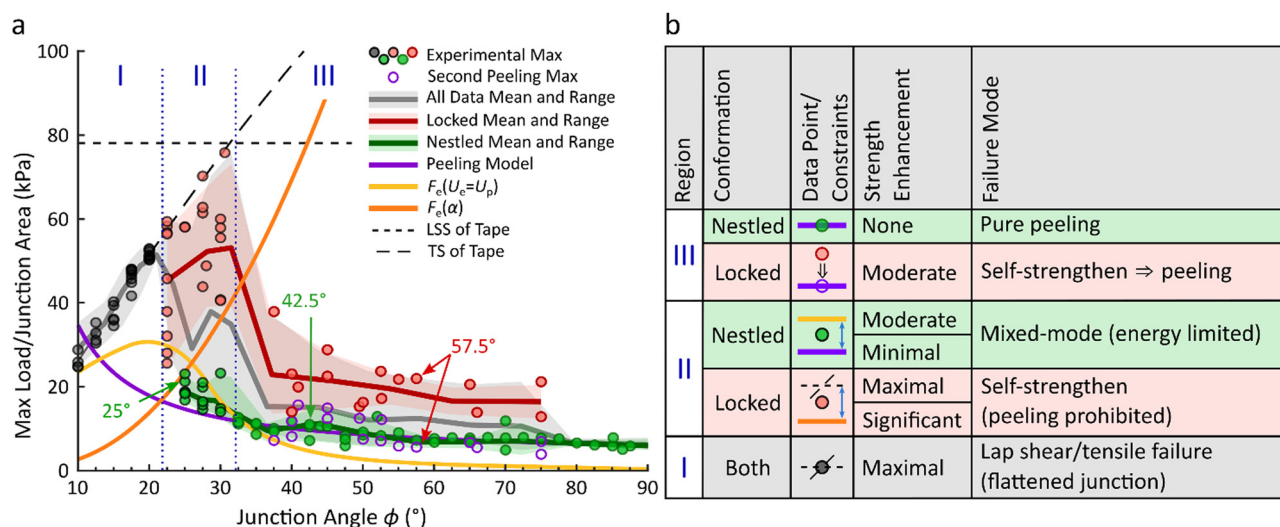 a
Max Load/Junction Area (kPa)
100
80
60
40
20
0
I
II
III
Experimental Max
Second Peeling Max
All Data Mean and Range
Locked Mean and Range
Nestled Mean and Range
Peeling Model
Fₑ(Uₑ=Uₚ)
Fₑ(α)
LSS of Tape
TS of Tape
42.5°
57.5°
25°
10 20 30 40 50 60 70 80 90
Junction Angle ϕ (°)
b
Region
Conformation
Data Point/
Constraints
Strength
Enhancement
Failure Mode
III
Nestled None Pure peeling
Locked ⇓ Moderate Self-strengthen ⇒ peeling
II
Nestled
Moderate
Minimal
Mixed-mode (energy limited)
Locked
Maximal
Significant
Self-strengthen
(peeling prohibited)
I
Both
Maximal
Lap shear/tensile failure
(flattened junction)